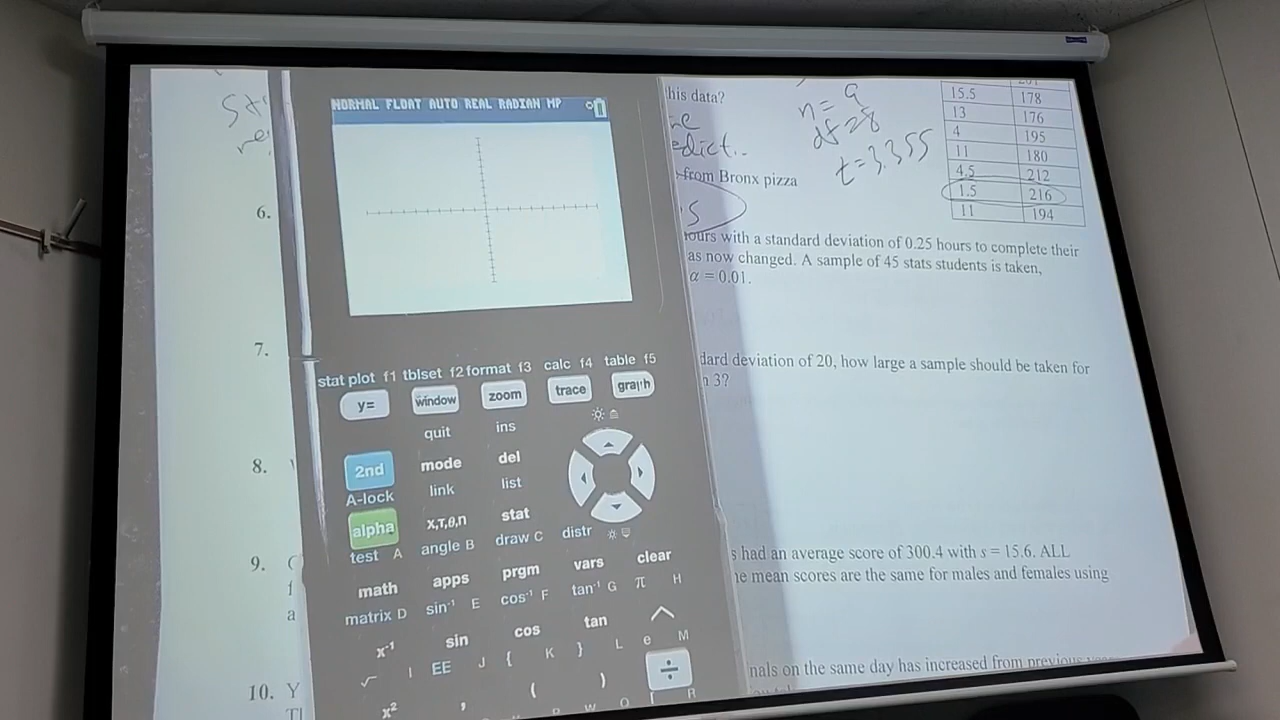 NORMAL FLOAT AUTO REAL RADIAN MP
stat plot f1 tblset f2 format f3 calc f4 table f5
y= window zoom trace graph
quit ins
2nd mode del
A-lock link list
alpha X,T,θ,n stat
test A angle B draw C distr
math apps prgm vars clear
matrix D sin⁻¹ E cos⁻¹ F tan⁻¹ G π H
x⁻¹ sin cos tan ^
√ I EE J { K } L e M
x² , ( ) ÷
6.
7.
8.
9.
10. Y
his data?
edict..
from Bronx pizza
n = 9
df = 8
t = 3.355
15.5 178
13 176
4 195
11 180
4.5 212
1.5 216
11 194
ours with a standard deviation of 0.25 hours to complete their
as now changed. A sample of 45 stats students is taken,
α = 0.01.
dard deviation of 20, how large a sample should be taken for
n 3?
s had an average score of 300.4 with s = 15.6. ALL
ne mean scores are the same for males and females using
nals on the same day has increased from previous